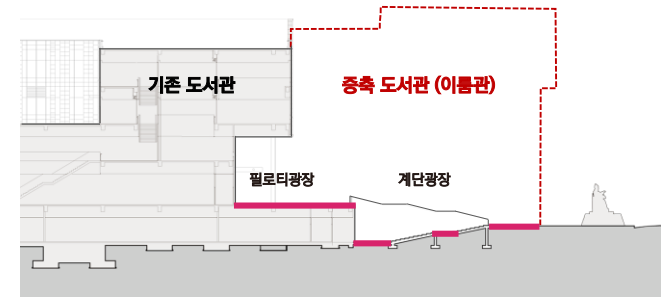 기존 도서관
증축 도서관 (이룸관)
필로티광장
계단광장